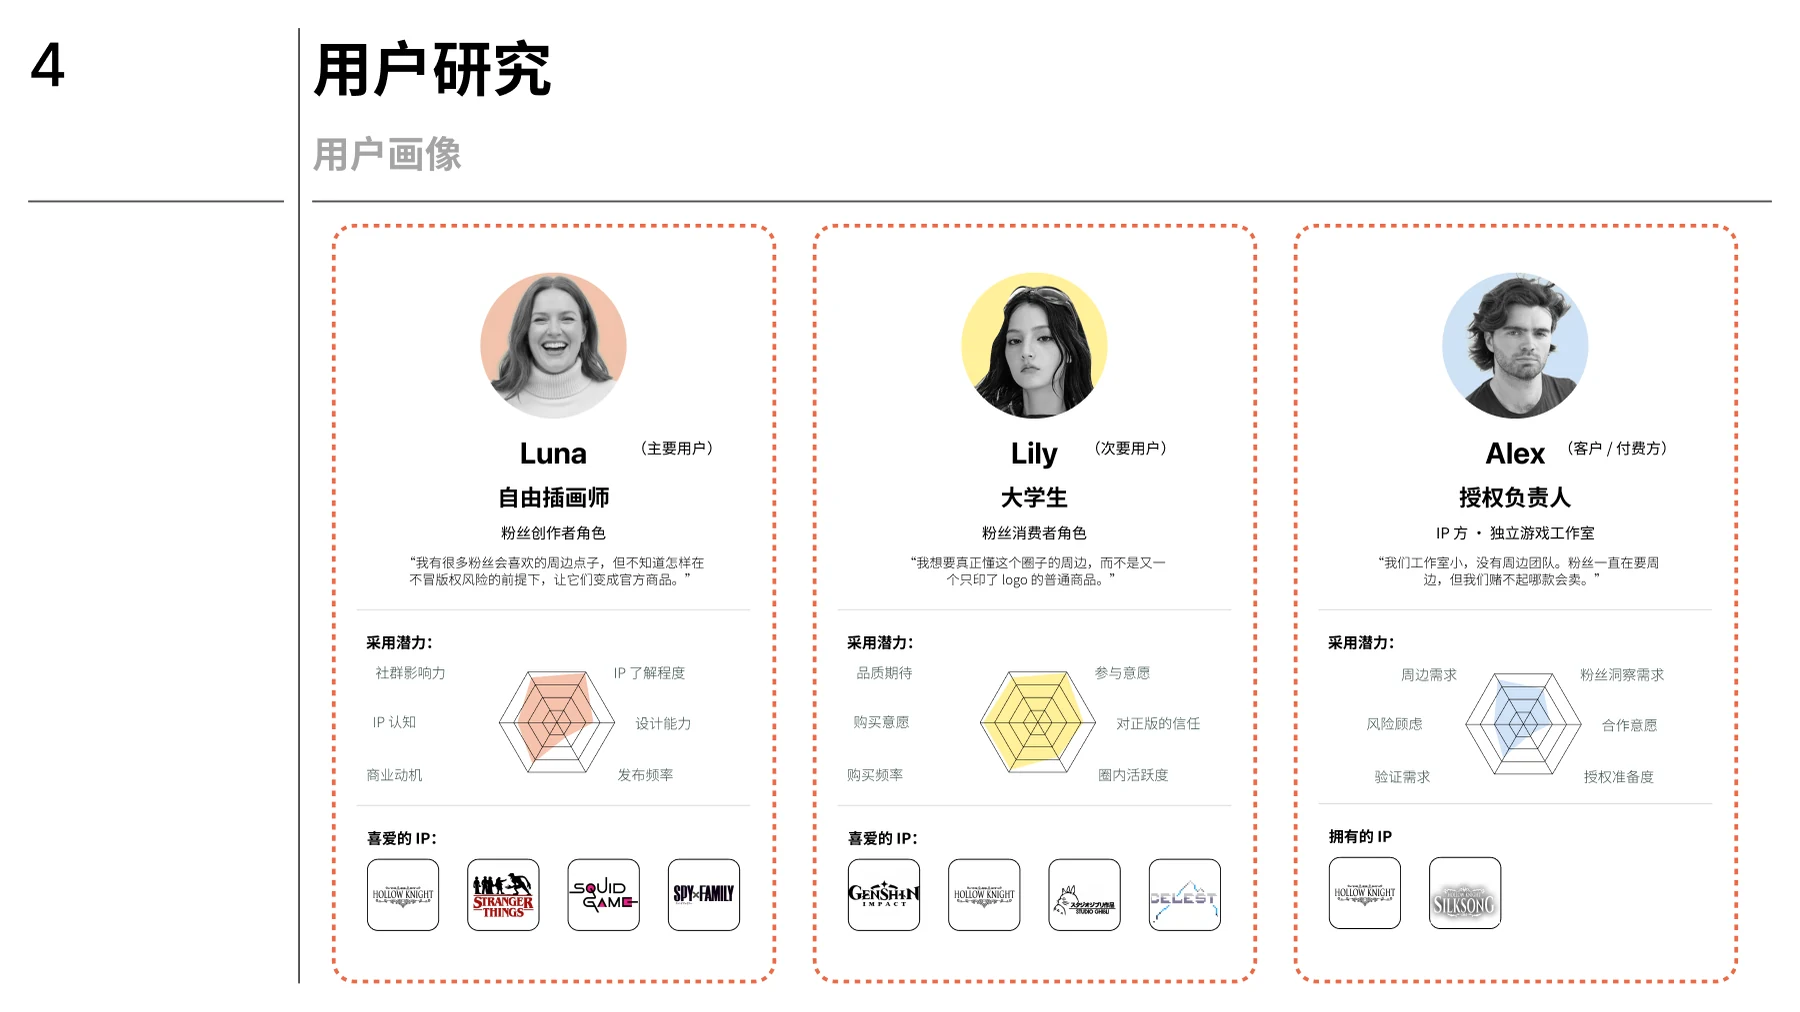 4
用户研究
用户画像
Luna
（主要用户）
自由插画师
粉丝创作者角色
“我有很多粉丝会喜欢的周边点子，但不知道怎样在
不冒版权风险的前提下，让它们变成官方商品。”
采用潜力：
社群影响力
IP 了解程度
IP 认知
设计能力
商业动机
发布频率
喜爱的 IP：
HOLLOW KNIGHT
STRANGER
THINGS
SQUID
GAME
SPY×FAMILY
Lily
（次要用户）
大学生
粉丝消费者角色
“我想要真正懂这个圈子的周边，而不是又一
个只印了 logo 的普通商品。”
采用潜力：
品质期待
参与意愿
购买意愿
对正版的信任
购买频率
圈内活跃度
喜爱的 IP：
GENSHIN
IMPACT
HOLLOW KNIGHT
スタジオジブリ作品
STUDIO GHIBLI
CELEST
Alex
（客户 / 付费方）
授权负责人
IP 方 · 独立游戏工作室
“我们工作室小，没有周边团队。粉丝一直在要周
边，但我们赌不起哪款会卖。”
采用潜力：
周边需求
粉丝洞察需求
风险顾虑
合作意愿
验证需求
授权准备度
拥有的 IP
HOLLOW KNIGHT
HOLLOW KNIGHT
SILKSONG